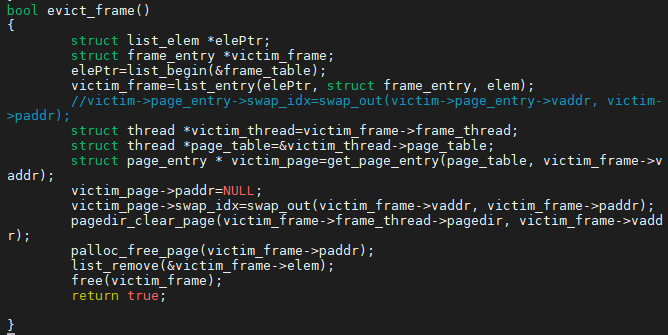 bool evict_frame()
{
struct list_elem *elePtr;
struct frame_entry *victim_frame;
elePtr=list_begin(&frame_table);
victim_frame=list_entry(elePtr, struct frame_entry, elem);
//victim->page_entry->swap_idx=swap_out(victim->page_entry->vaddr, victim-
>paddr);
struct thread *victim_thread=victim_frame->frame_thread;
struct thread *page_table=&victim_thread->page_table;
struct page_entry * victim_page=get_page_entry(page_table, victim_frame->v
addr);
victim_page->paddr=NULL;
victim_page->swap_idx=swap_out(victim_frame->vaddr, victim_frame->paddr);
pagedir_clear_page(victim_frame->frame_thread->pagedir, victim_frame->vadd
r);
palloc_free_page(victim_frame->paddr);
list_remove(&victim_frame->elem);
free(victim_frame);
return true;
}